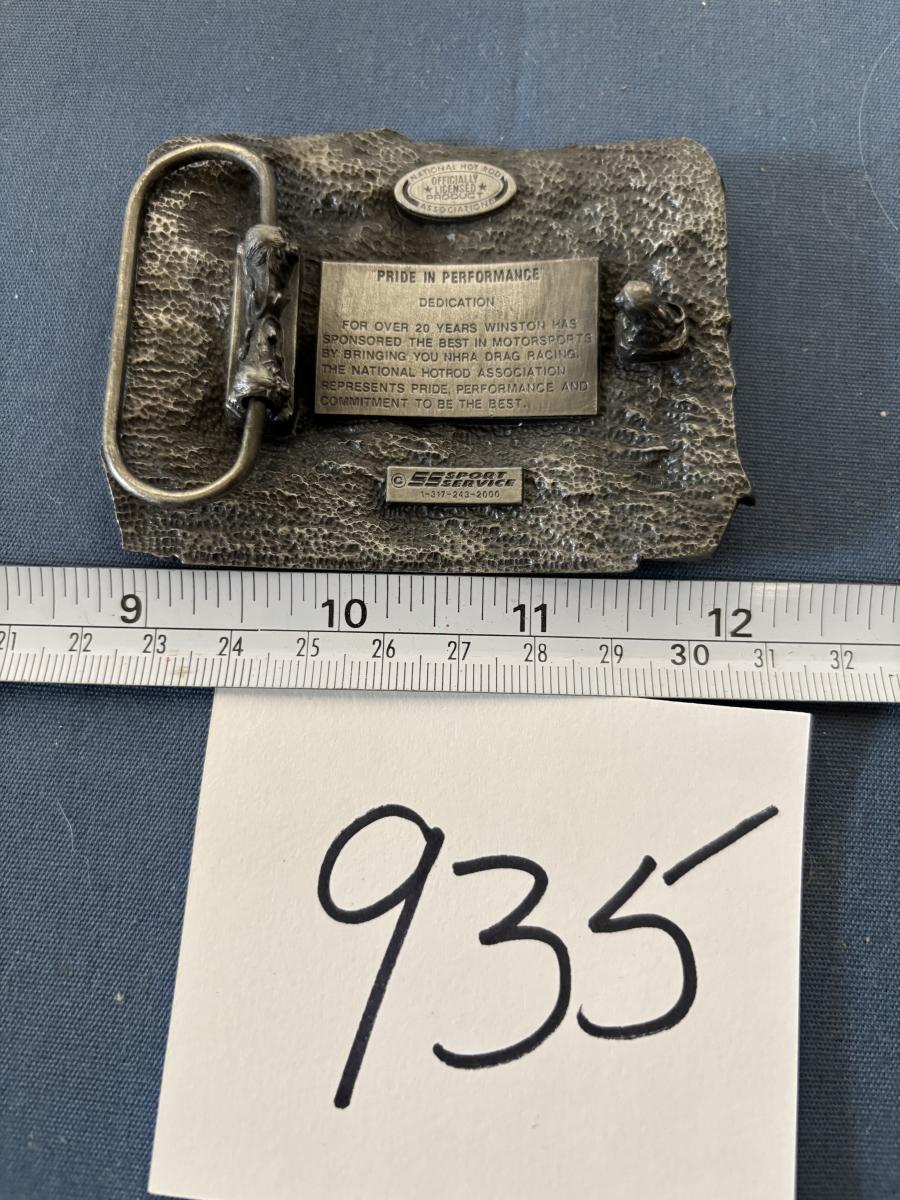 NATIONAL HOT ROD
OFFICIALLY
LICENSED
PRODUCT
ASSOCIATION®
"PRIDE IN PERFORMANCE"
DEDICATION
FOR OVER 20 YEARS WINSTON HAS
SPONSORED THE BEST IN MOTORSPORTS
BY BRINGING YOU NHRA DRAG RACING.
THE NATIONAL HOTROD ASSOCIATION
REPRESENTS PRIDE, PERFORMANCE AND
COMMITMENT TO BE THE BEST.
© SS SPORT
SERVICE
1-317-243-2000
9 10 11 12
21 22 23 24 25 26 27 28 29 30 31 32
935